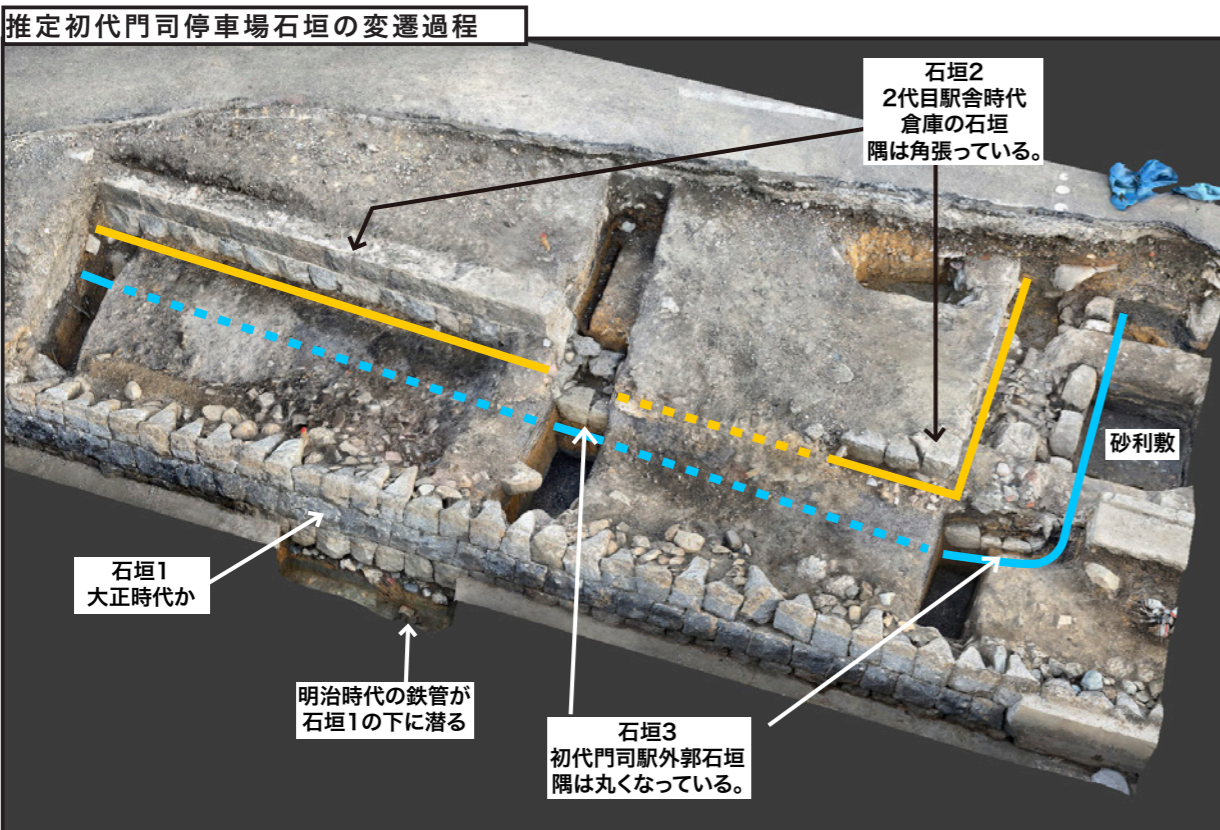 推定初代門司停車場石垣の変遷過程
石垣2
2代目駅舎時代
倉庫の石垣
隅は角張っている。
砂利敷
石垣1
大正時代か
明治時代の鉄管が
石垣1の下に潜る
石垣3
初代門司駅外郭石垣
隅は丸くなっている。